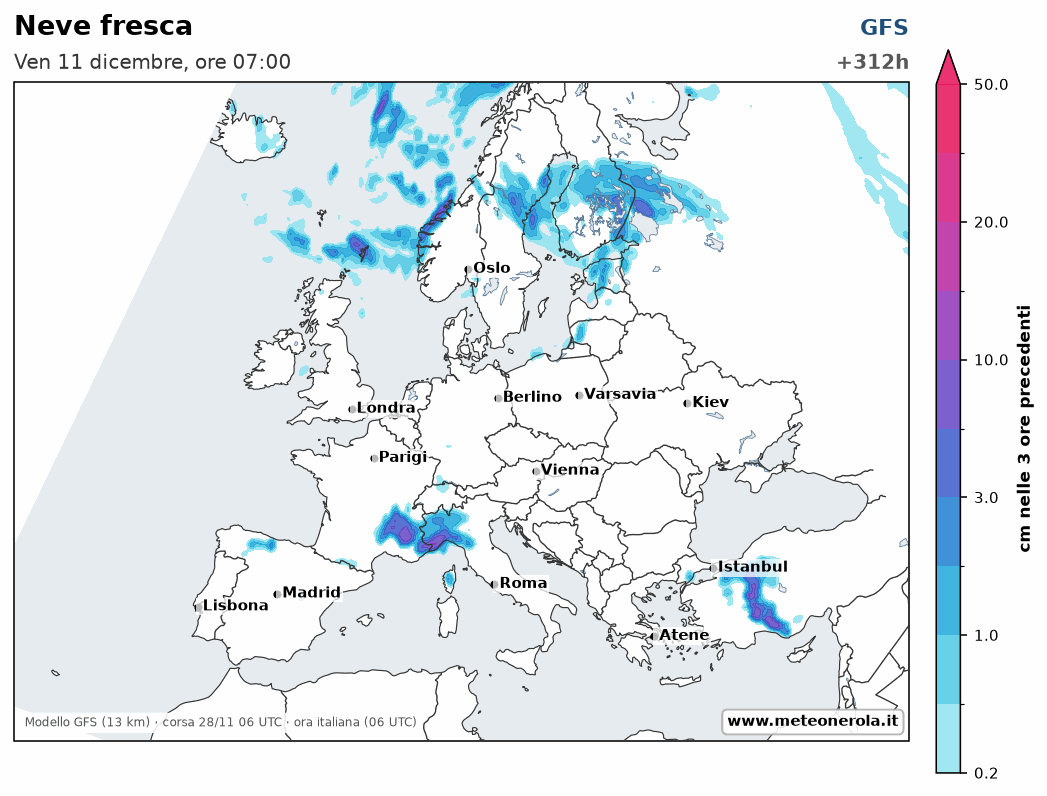 Neve fresca
GFS
Ven 11 dicembre, ore 07:00
+312h
50.0
20.0
10.0
3.0
1.0
0.2
cm nelle 3 ore precedenti
Oslo
Berlino
Varsavia
Kiev
Londra
Parigi
Vienna
Istanbul
Roma
Madrid
Lisbona
Atene
Modello GFS (13 km) · corsa 28/11 06 UTC · ora italiana (06 UTC)
www.meteonerola.it